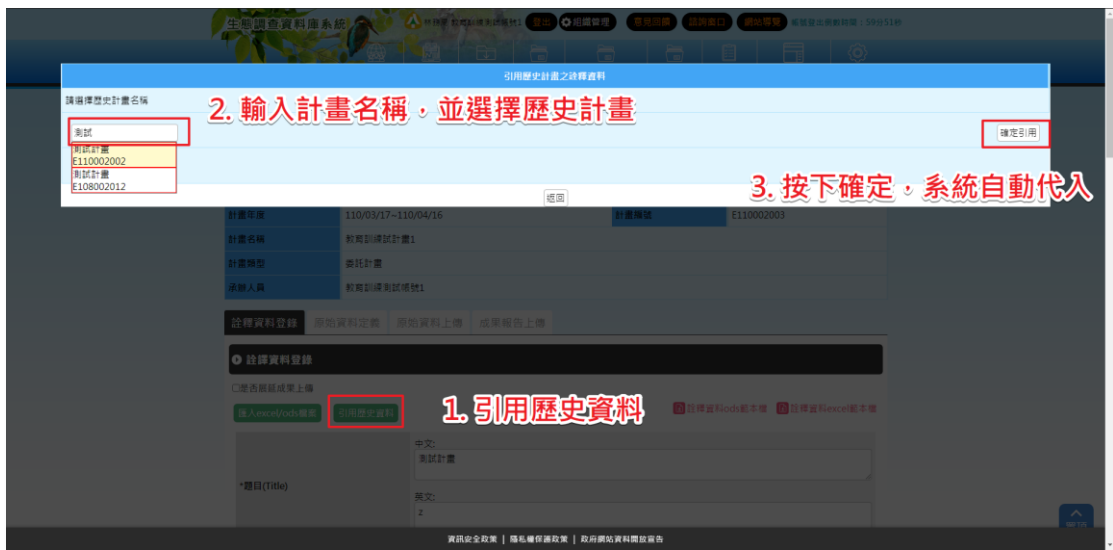 生態調查資料庫系統
登出 組織管理 意見回饋 諮詢窗口 網站導覽
引用歷史計畫之詮釋資料
請選擇歷史計畫名稱
2. 輸入計畫名稱，並選擇歷史計畫
測試
確定引用
測試計畫
E110002002
測試計畫
E108002012
3. 按下確定，系統自動代入
返回
計畫年度 110/03/17~110/04/16 計畫編號 E110002003
計畫名稱 教育訓練試計畫1
計畫類型 委託計畫
承辦人員 教育訓練測試帳號1
詮釋資料登錄 原始資料定義 原始資料上傳 成果報告上傳
詮譯資料登錄
是否展延成果上傳
匯入excel/ods檔案 引用歷史資料 1. 引用歷史資料 詮釋資料ods範本檔 詮釋資料excel範本檔
中文:
測試計畫
*題目(Title)
英文:
z
資訊安全政策 | 隱私權保護政策 | 政府網站資料開放宣告